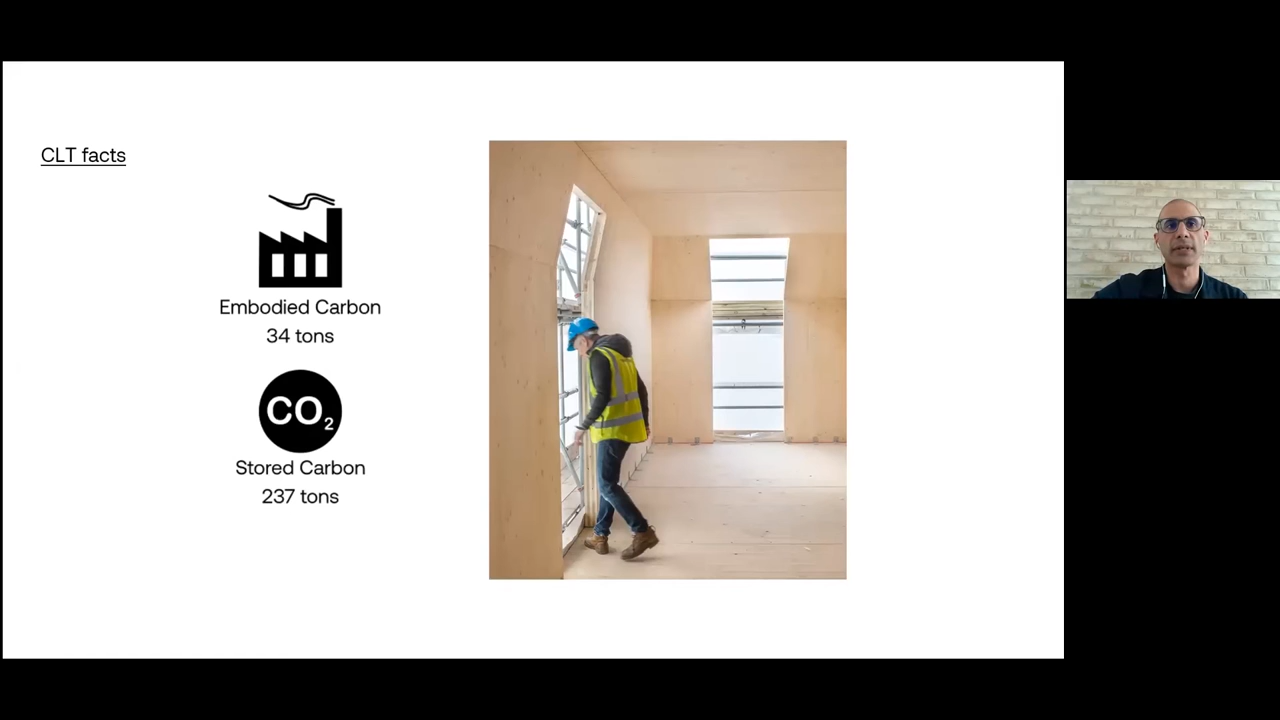 CLT facts
Embodied Carbon
34 tons
CO₂
Stored Carbon
237 tons